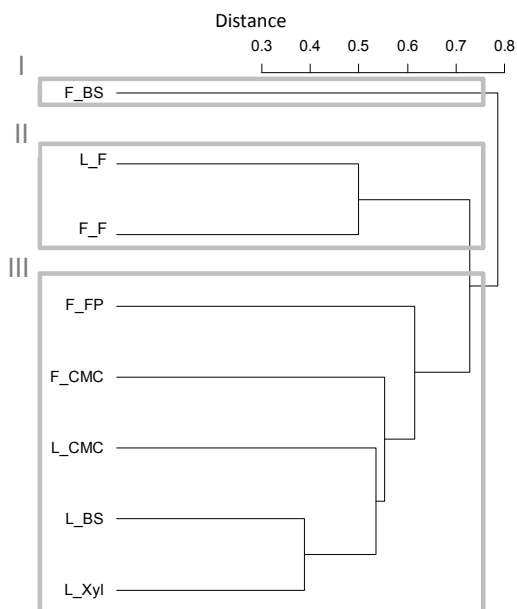 Distance
0.3 0.4 0.5 0.6 0.7 0.8
I
F_BS
II
L_F
F_F
III
F_FP
F_CMC
L_CMC
L_BS
L_Xyl